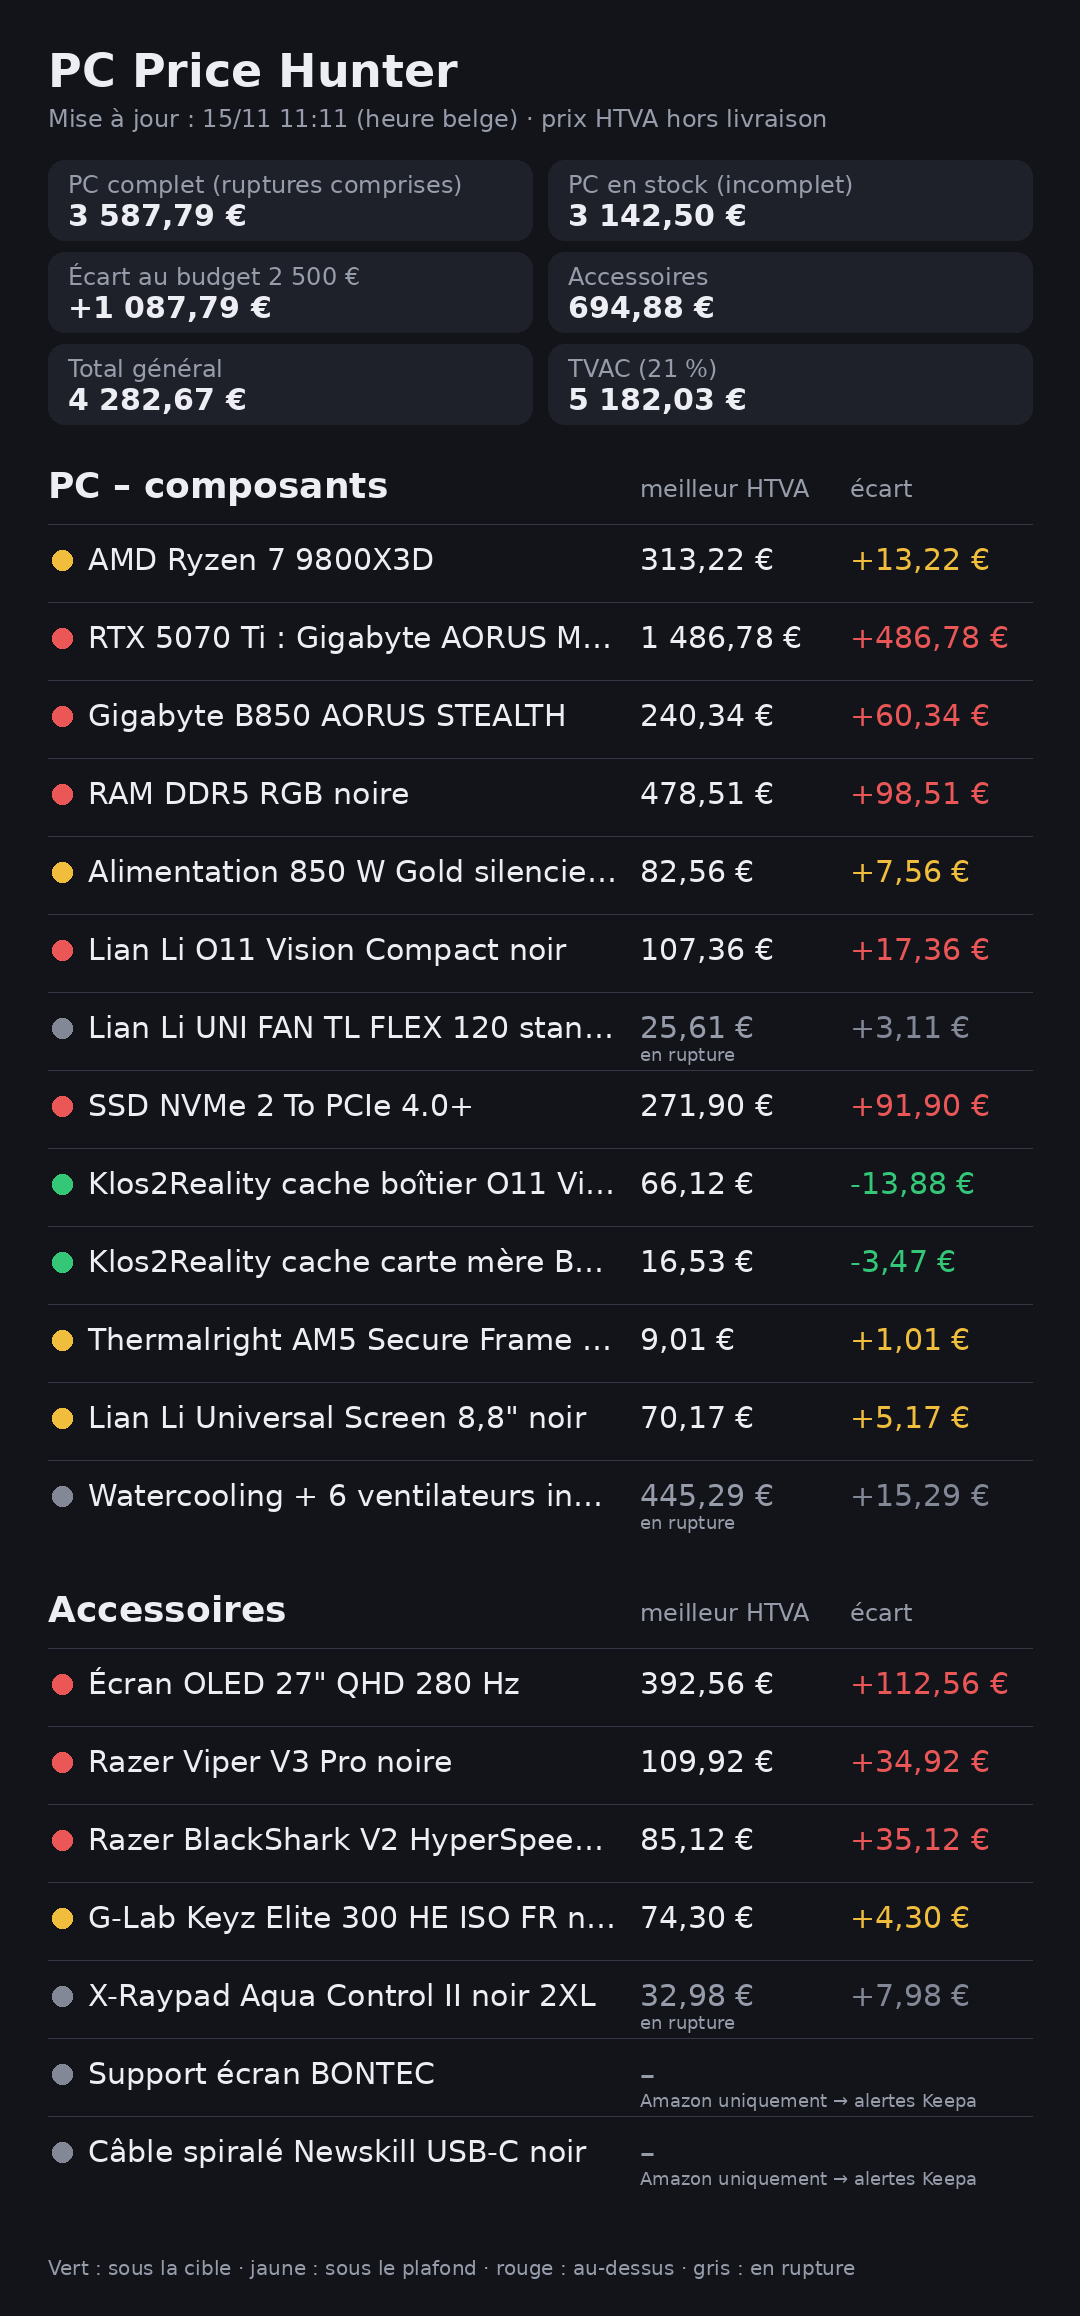 PC Price Hunter
Mise à jour : 15/11 11:11 (heure belge) · prix HTVA hors livraison
PC complet (ruptures comprises)
3 587,79 €
PC en stock (incomplet)
3 142,50 €
Écart au budget 2 500 €
+1 087,79 €
Accessoires
694,88 €
Total général
4 282,67 €
TVAC (21 %)
5 182,03 €
PC – composants meilleur HTVA écart
AMD Ryzen 7 9800X3D 313,22 € +13,22 €
RTX 5070 Ti : Gigabyte AORUS M… 1 486,78 € +486,78 €
Gigabyte B850 AORUS STEALTH 240,34 € +60,34 €
RAM DDR5 RGB noire 478,51 € +98,51 €
Alimentation 850 W Gold silencie… 82,56 € +7,56 €
Lian Li O11 Vision Compact noir 107,36 € +17,36 €
Lian Li UNI FAN TL FLEX 120 stan… 25,61 € +3,11 €
en rupture
SSD NVMe 2 To PCIe 4.0+ 271,90 € +91,90 €
Klos2Reality cache boîtier O11 Vi… 66,12 € -13,88 €
Klos2Reality cache carte mère B… 16,53 € -3,47 €
Thermalright AM5 Secure Frame … 9,01 € +1,01 €
Lian Li Universal Screen 8,8" noir 70,17 € +5,17 €
Watercooling + 6 ventilateurs in… 445,29 € +15,29 €
en rupture
Accessoires meilleur HTVA écart
Écran OLED 27" QHD 280 Hz 392,56 € +112,56 €
Razer Viper V3 Pro noire 109,92 € +34,92 €
Razer BlackShark V2 HyperSpee… 85,12 € +35,12 €
G-Lab Keyz Elite 300 HE ISO FR n… 74,30 € +4,30 €
X-Raypad Aqua Control II noir 2XL 32,98 € +7,98 €
en rupture
Support écran BONTEC –
Amazon uniquement → alertes Keepa
Câble spiralé Newskill USB-C noir –
Amazon uniquement → alertes Keepa
Vert : sous la cible · jaune : sous le plafond · rouge : au-dessus · gris : en rupture